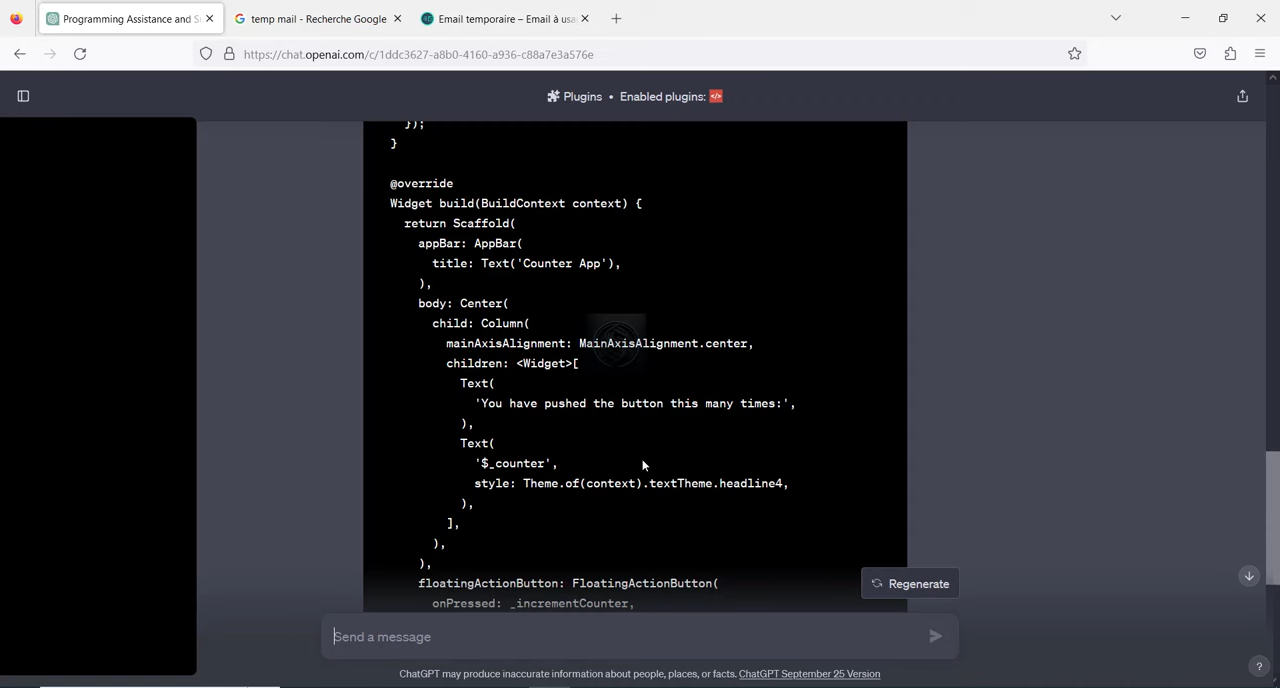 Programming Assistance and S
temp mail - Recherche Google
Email temporaire – Email à usa
https://chat.openai.com/c/1ddc3627-a8b0-4160-a936-c88a7e3a576e
Plugins • Enabled plugins: </>
});
}
@override
Widget build(BuildContext context) {
return Scaffold(
appBar: AppBar(
title: Text('Counter App'),
),
body: Center(
child: Column(
mainAxisAlignment: MainAxisAlignment.center,
children: <Widget>[
Text(
'You have pushed the button this many times:',
),
Text(
'$_counter',
style: Theme.of(context).textTheme.headline4,
),
],
),
),
floatingActionButton: FloatingActionButton(
onPressed: _incrementCounter,
Regenerate
Send a message
ChatGPT may produce inaccurate information about people, places, or facts. ChatGPT September 25 Version
?